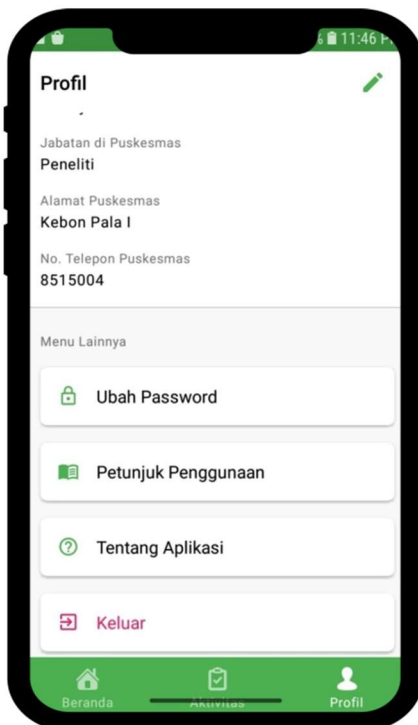 11:46 P
Profil
Jabatan di Puskesmas
Peneliti
Alamat Puskesmas
Kebon Pala I
No. Telepon Puskesmas
8515004
Menu Lainnya
Ubah Password
Petunjuk Penggunaan
Tentang Aplikasi
Keluar
Beranda Aktivitas Profil